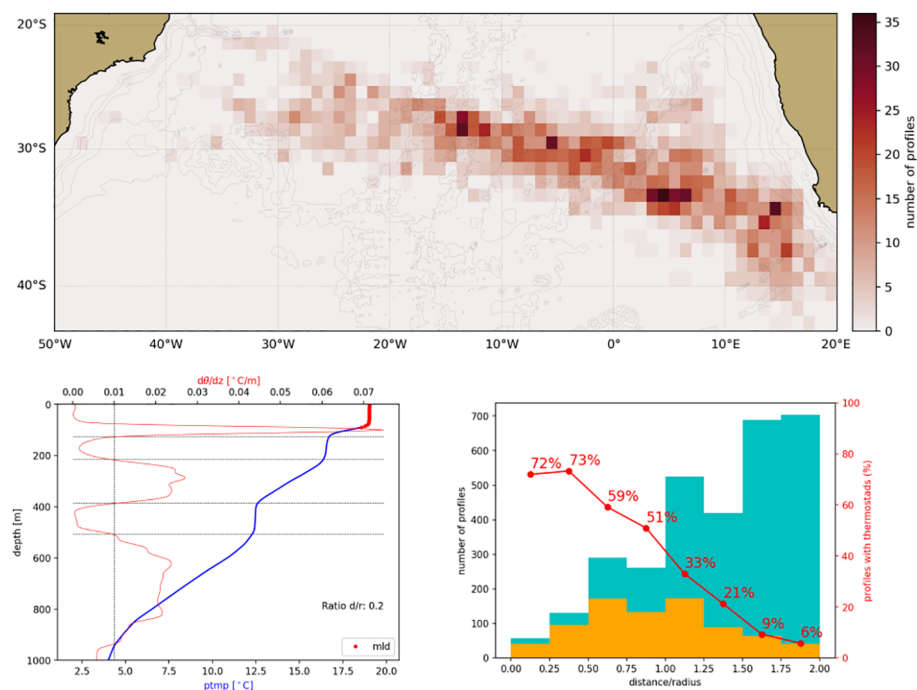 20°S
30°S
40°S
50°W 40°W 30°W 20°W 10°W 0° 10°E 20°E
35
30
25
20
15
10
5
0
number of profiles
dθ/dz [˚C/m]
0.00 0.01 0.02 0.03 0.04 0.05 0.06 0.07
0
200
400
600
800
1000
depth [m]
Ratio d/r: 0.2
mld
2.5 5.0 7.5 10.0 12.5 15.0 17.5 20.0
ptmp [˚C]
700
600
500
400
300
200
100
0
number of profiles
72% 73%
59%
51%
33%
21%
9%
6%
100
80
60
40
20
0
profiles with thermostads (%)
0.00 0.25 0.50 0.75 1.00 1.25 1.50 1.75 2.00
distance/radius